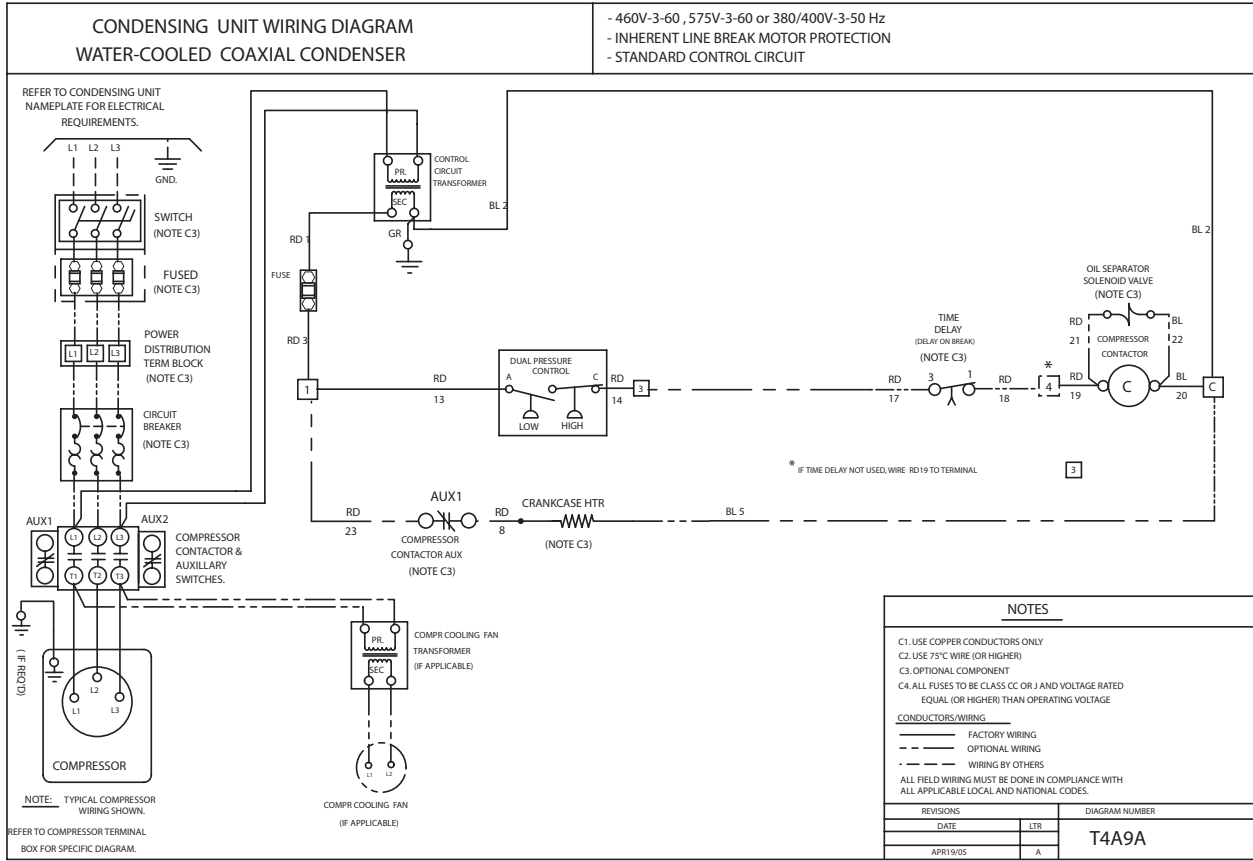 CONDENSING UNIT WIRING DIAGRAM
WATER-COOLED COAXIAL CONDENSER
- 460V-3-60 , 575V-3-60 or 380/400V-3-50 Hz
- INHERENT LINE BREAK MOTOR PROTECTION
- STANDARD CONTROL CIRCUIT
REFER TO CONDENSING UNIT
NAMEPLATE FOR ELECTRICAL
REQUIREMENTS.
L1 L2 L3
GND.
SWITCH
(NOTE C3)
FUSED
(NOTE C3)
POWER
DISTRIBUTION
TERM BLOCK
(NOTE C3)
L1 L2 L3
CIRCUIT
BREAKER
(NOTE C3)
AUX1
AUX2
L1 L2 L3
T1 T2 T3
COMPRESSOR
CONTACTOR &
AUXILLARY
SWITCHES.
( IF REQ'D)
L2
L1 L3
COMPRESSOR
NOTE: TYPICAL COMPRESSOR
WIRING SHOWN.
REFER TO COMPRESSOR TERMINAL
BOX FOR SPECIFIC DIAGRAM.
PR.
SEC
CONTROL
CIRCUIT
TRANSFORMER
GR
BL 2
BL 2
RD 1
FUSE
RD 3
1
RD
13
DUAL PRESSURE
CONTROL
A C
LOW HIGH
RD
14
3
RD
17
TIME
DELAY
(DELAY ON BREAK)
(NOTE C3)
3 1
RD
18
*
4
RD
19
OIL SEPARATOR
SOLENOID VALVE
(NOTE C3)
RD
21
BL
22
COMPRESSOR
CONTACTOR
C
BL
20
C
* IF TIME DELAY NOT USED, WIRE RD19 TO TERMINAL 3
RD
23
AUX1
COMPRESSOR
CONTACTOR AUX
(NOTE C3)
RD
8
CRANKCASE HTR
(NOTE C3)
BL 5
PR.
SEC
COMPR COOLING FAN
TRANSFORMER
(IF APPLICABLE)
L1 L2
COMPR COOLING FAN
(IF APPLICABLE)
NOTES
C1. USE COPPER CONDUCTORS ONLY
C2. USE 75°C WIRE (OR HIGHER)
C3. OPTIONAL COMPONENT
C4. ALL FUSES TO BE CLASS CC OR J AND VOLTAGE RATED
EQUAL (OR HIGHER) THAN OPERATING VOLTAGE
CONDUCTORS/WIRNG
FACTORY WIRING
OPTIONAL WIRING
WIRING BY OTHERS
ALL FIELD WIRING MUST BE DONE IN COMPLIANCE WITH
ALL APPLICABLE LOCAL AND NATIONAL CODES.
REVISIONS
DIAGRAM NUMBER
DATE LTR
T4A9A
APR19/05 A